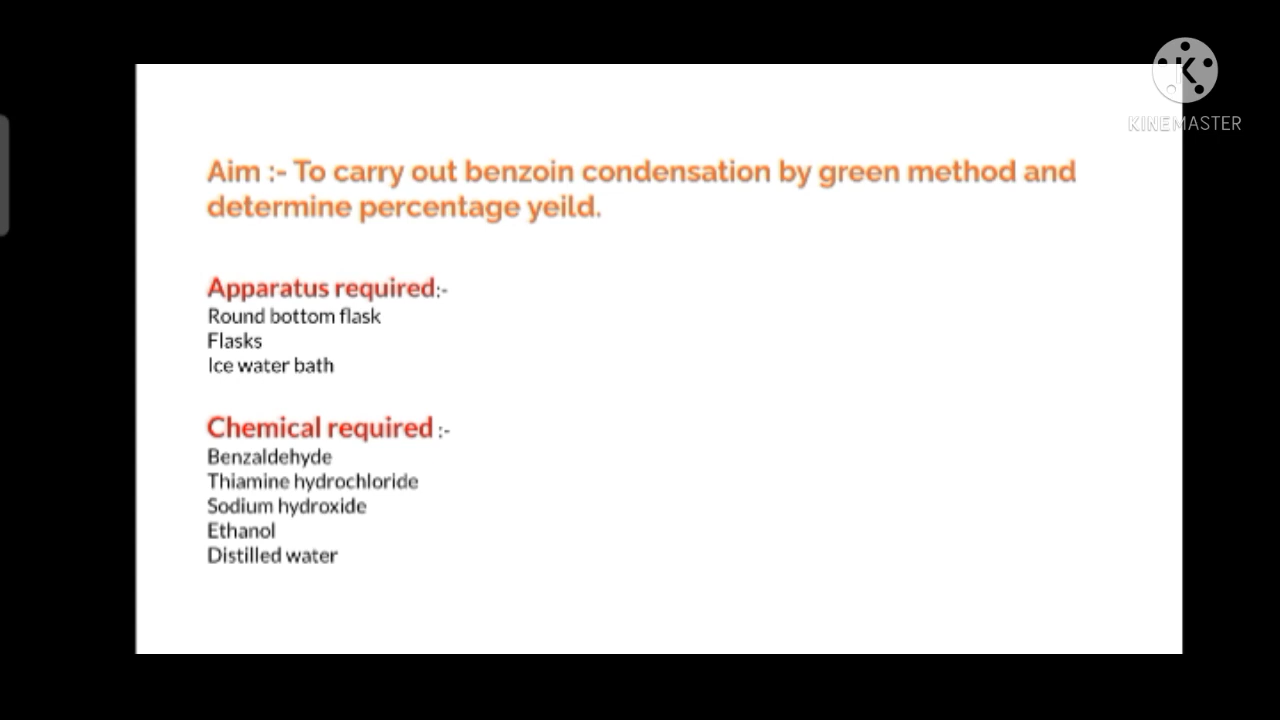 KINEMASTER
Aim :- To carry out benzoin condensation by green method and
determine percentage yeild.
Apparatus required:-
Round bottom flask
Flasks
Ice water bath
Chemical required :-
Benzaldehyde
Thiamine hydrochloride
Sodium hydroxide
Ethanol
Distilled water